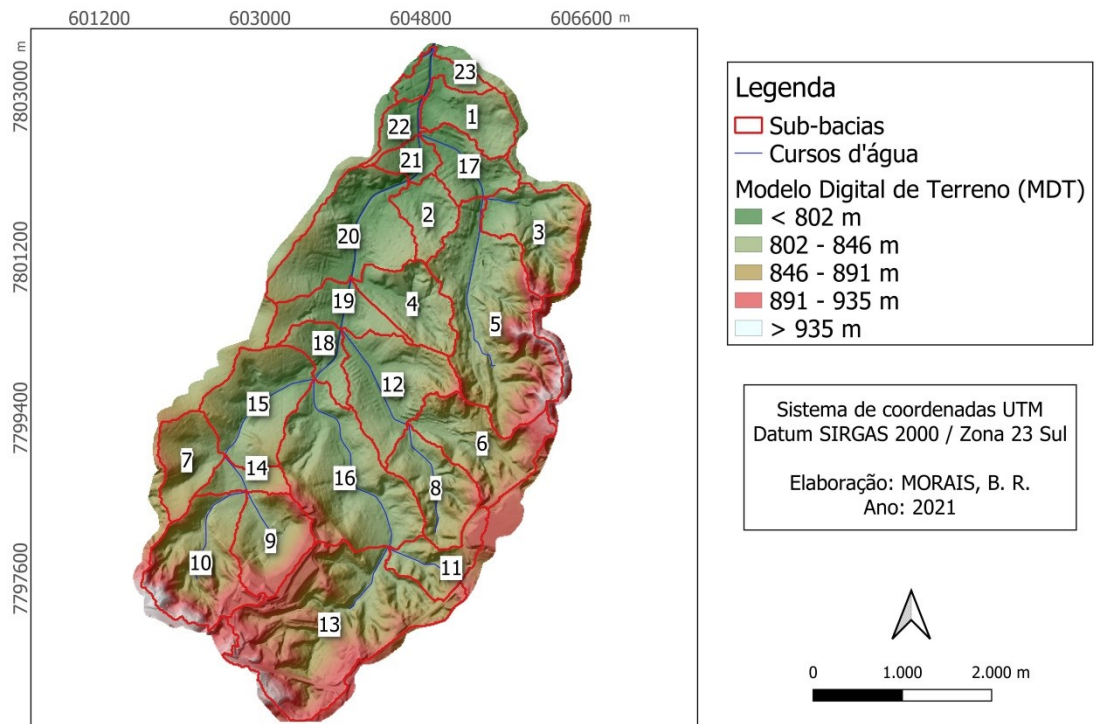 601200
603000
604800
606600 m
m
7803000
7801200
7799400
7797600
23
1
22
21
17
2
3
20
19
4
5
18
12
15
6
7
14
16
8
9
10
11
13
Legenda
Sub-bacias
Cursos d'água
Modelo Digital de Terreno (MDT)
< 802 m
802 - 846 m
846 - 891 m
891 - 935 m
> 935 m
Sistema de coordenadas UTM
Datum SIRGAS 2000 / Zona 23 Sul
Elaboração: MORAIS, B. R.
Ano: 2021
0 1.000 2.000 m